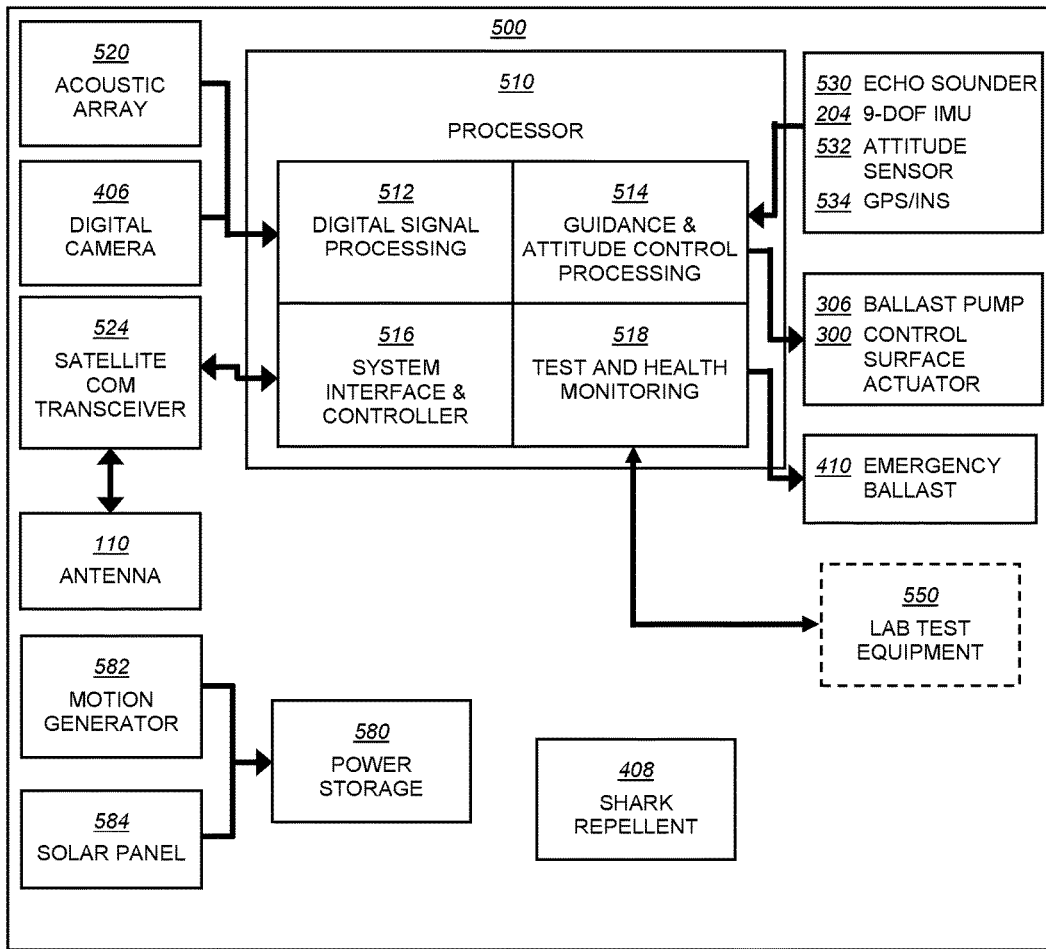 500
520
ACOUSTIC
ARRAY
406
DIGITAL
CAMERA
524
SATELLITE
COM
TRANSCEIVER
110
ANTENNA
582
MOTION
GENERATOR
584
SOLAR PANEL
580
POWER
STORAGE
510
PROCESSOR
512
DIGITAL SIGNAL
PROCESSING
514
GUIDANCE &
ATTITUDE CONTROL
PROCESSING
516
SYSTEM
INTERFACE &
CONTROLLER
518
TEST AND HEALTH
MONITORING
530 ECHO SOUNDER
204 9-DOF IMU
532 ATTITUDE
SENSOR
534 GPS/INS
306 BALLAST PUMP
300 CONTROL
SURFACE
ACTUATOR
410 EMERGENCY
BALLAST
550
LAB TEST
EQUIPMENT
408
SHARK
REPELLENT